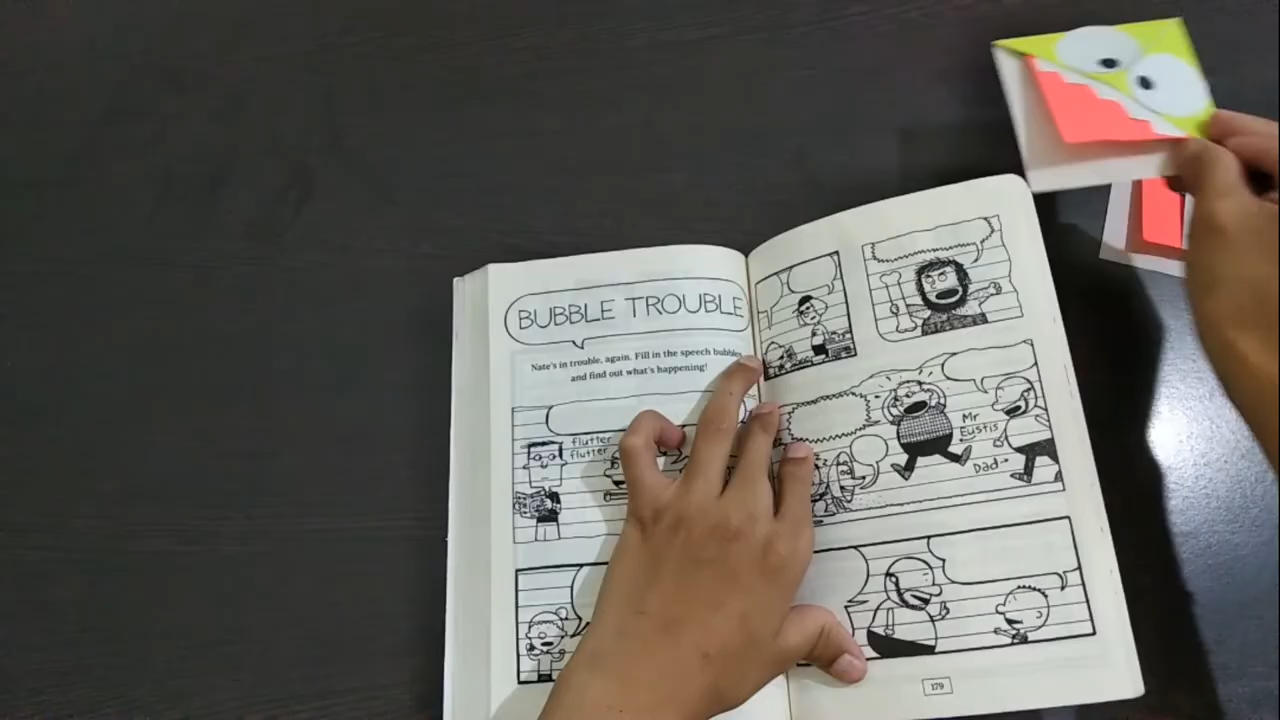 BUBBLE TROUBLE
Nate's in trouble, again. Fill in the speech bubbles
and find out what's happening!
flutter
flutter
Mr
Eustis
Dad
179